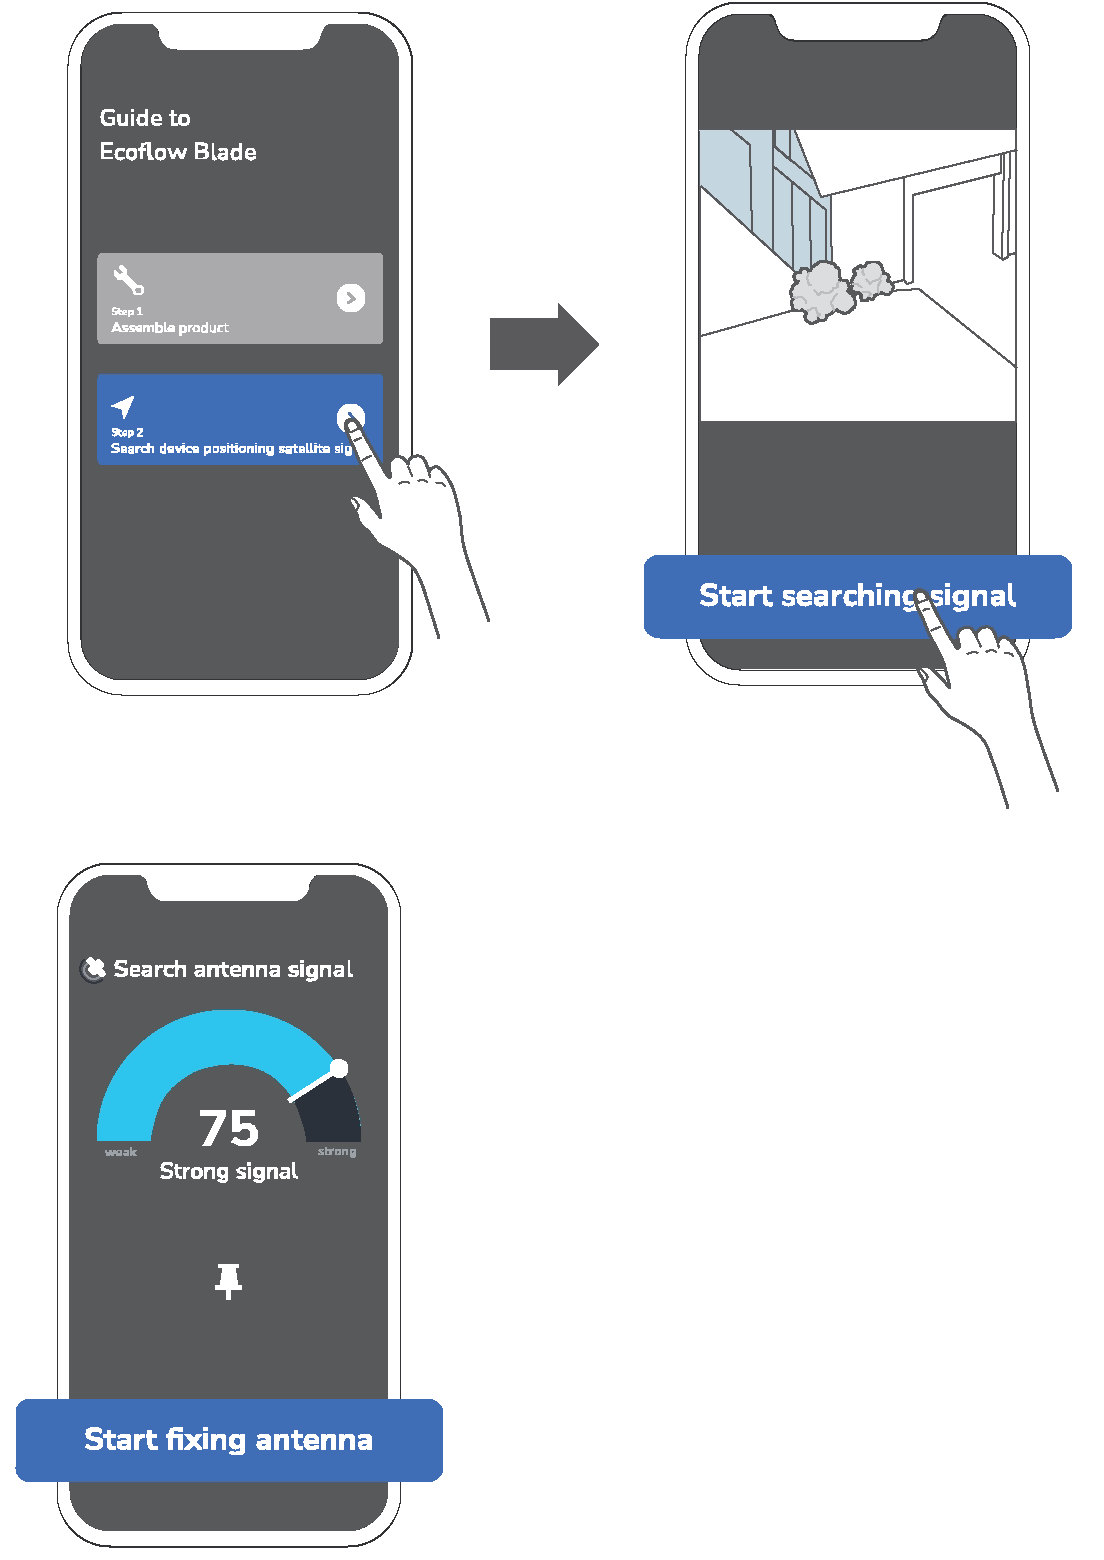 Guide to
Ecoflow Blade
Step 1
Assemble product
Step 2
Search device positioning satellite sig
Start searching signal
Search antenna signal
75
weak
strong
Strong signal
Start fixing antenna